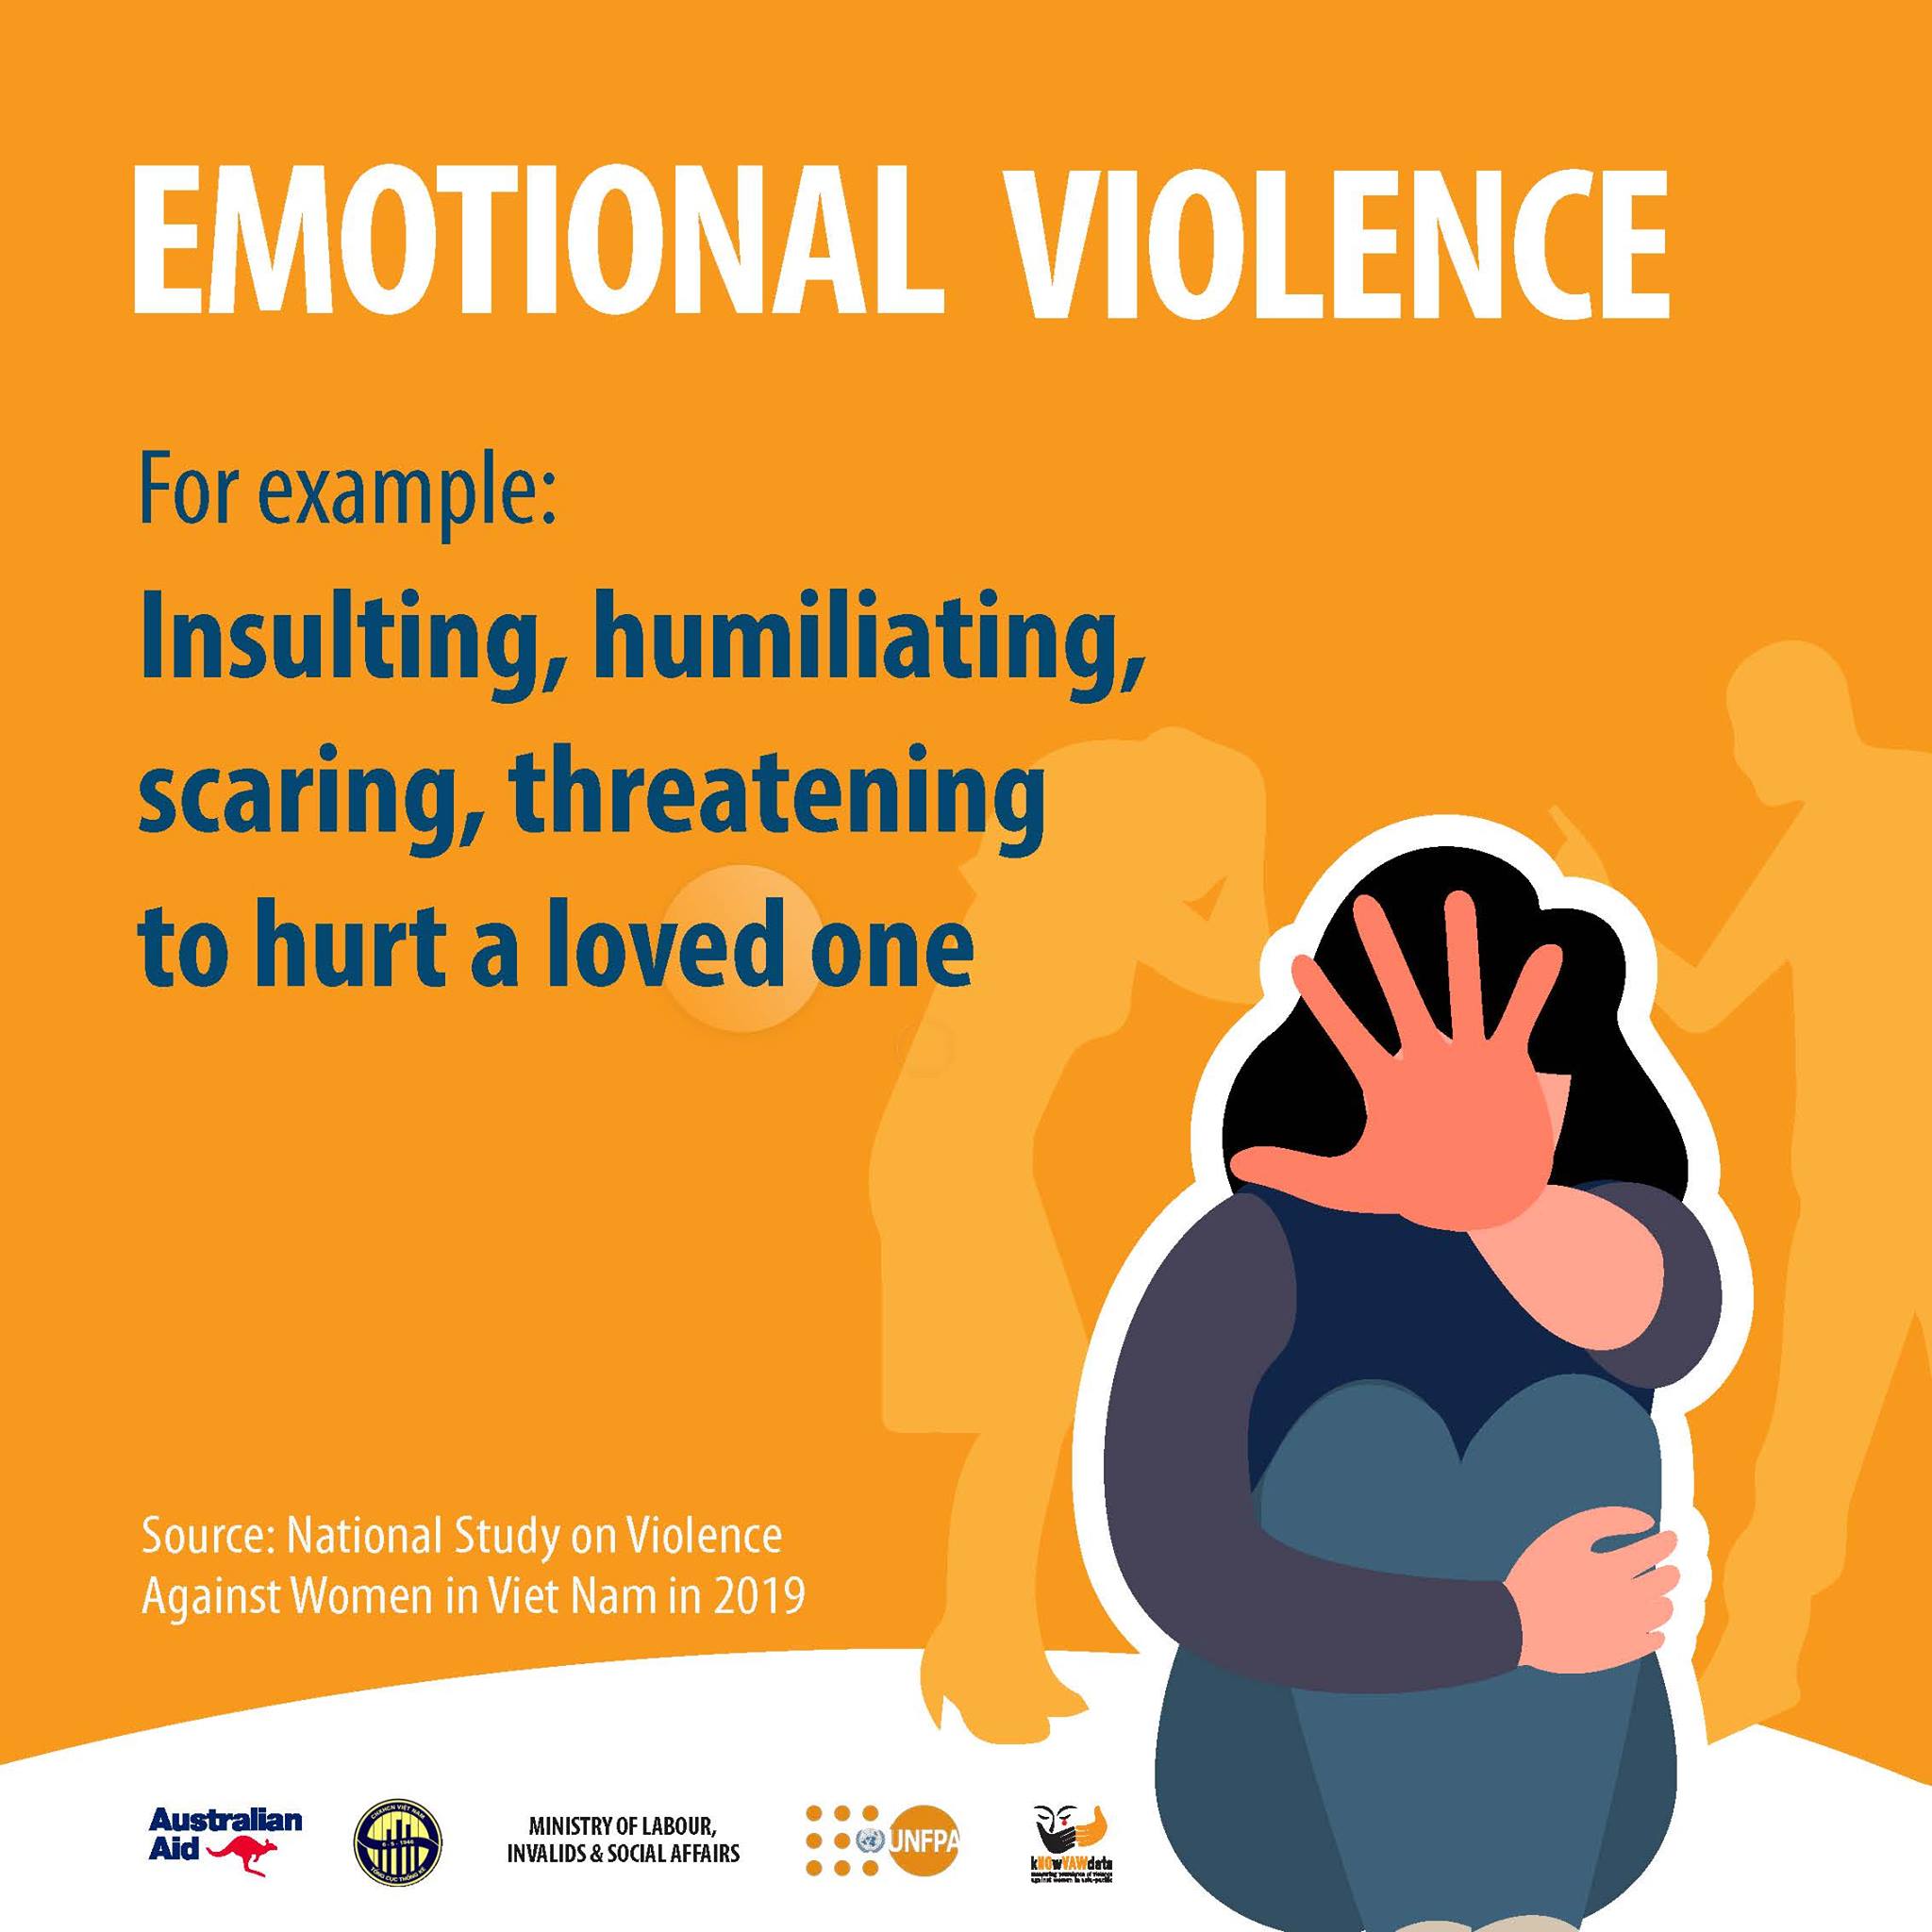 EMOTIONAL VIOLENCE
For example:
Insulting, humiliating,
scaring, threatening
to hurt a loved one
Source: National Study on Violence
Against Women in Viet Nam in 2019
Australian
Aid
MINISTRY OF LABOUR,
INVALIDS & SOCIAL AFFAIRS
UNFPA
kNOwVAWdata